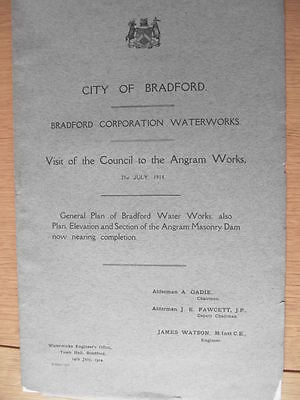 CITY OF BRADFORD.
BRADFORD CORPORATION WATERWORKS.
Visit of the Council to the Angram Works,
JULY, 1914.
General Plan of Bradford Water Works, also
Plan, Elevation and Section of the Angram Masonry Dam
now nearing completion.
Alderman A. GADIE,
Chairman.
Alderman J. E. FAWCETT, J.P.,
Deputy Chairman.
JAMES WATSON, M Inst C.E.,
Engineer.
Waterworks Engineer's Office,
Town Hall, Bradford.
July, 1914.